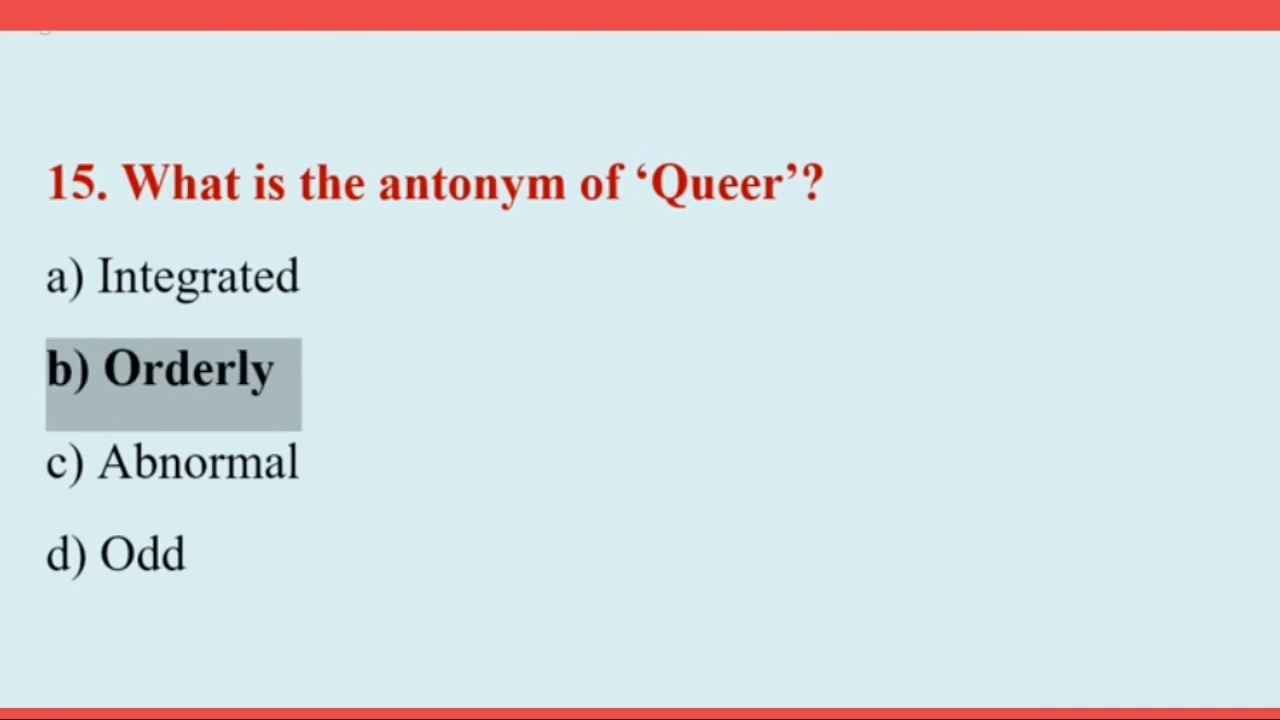 15. What is the antonym of ‘Queer’?
a) Integrated
b) Orderly
c) Abnormal
d) Odd